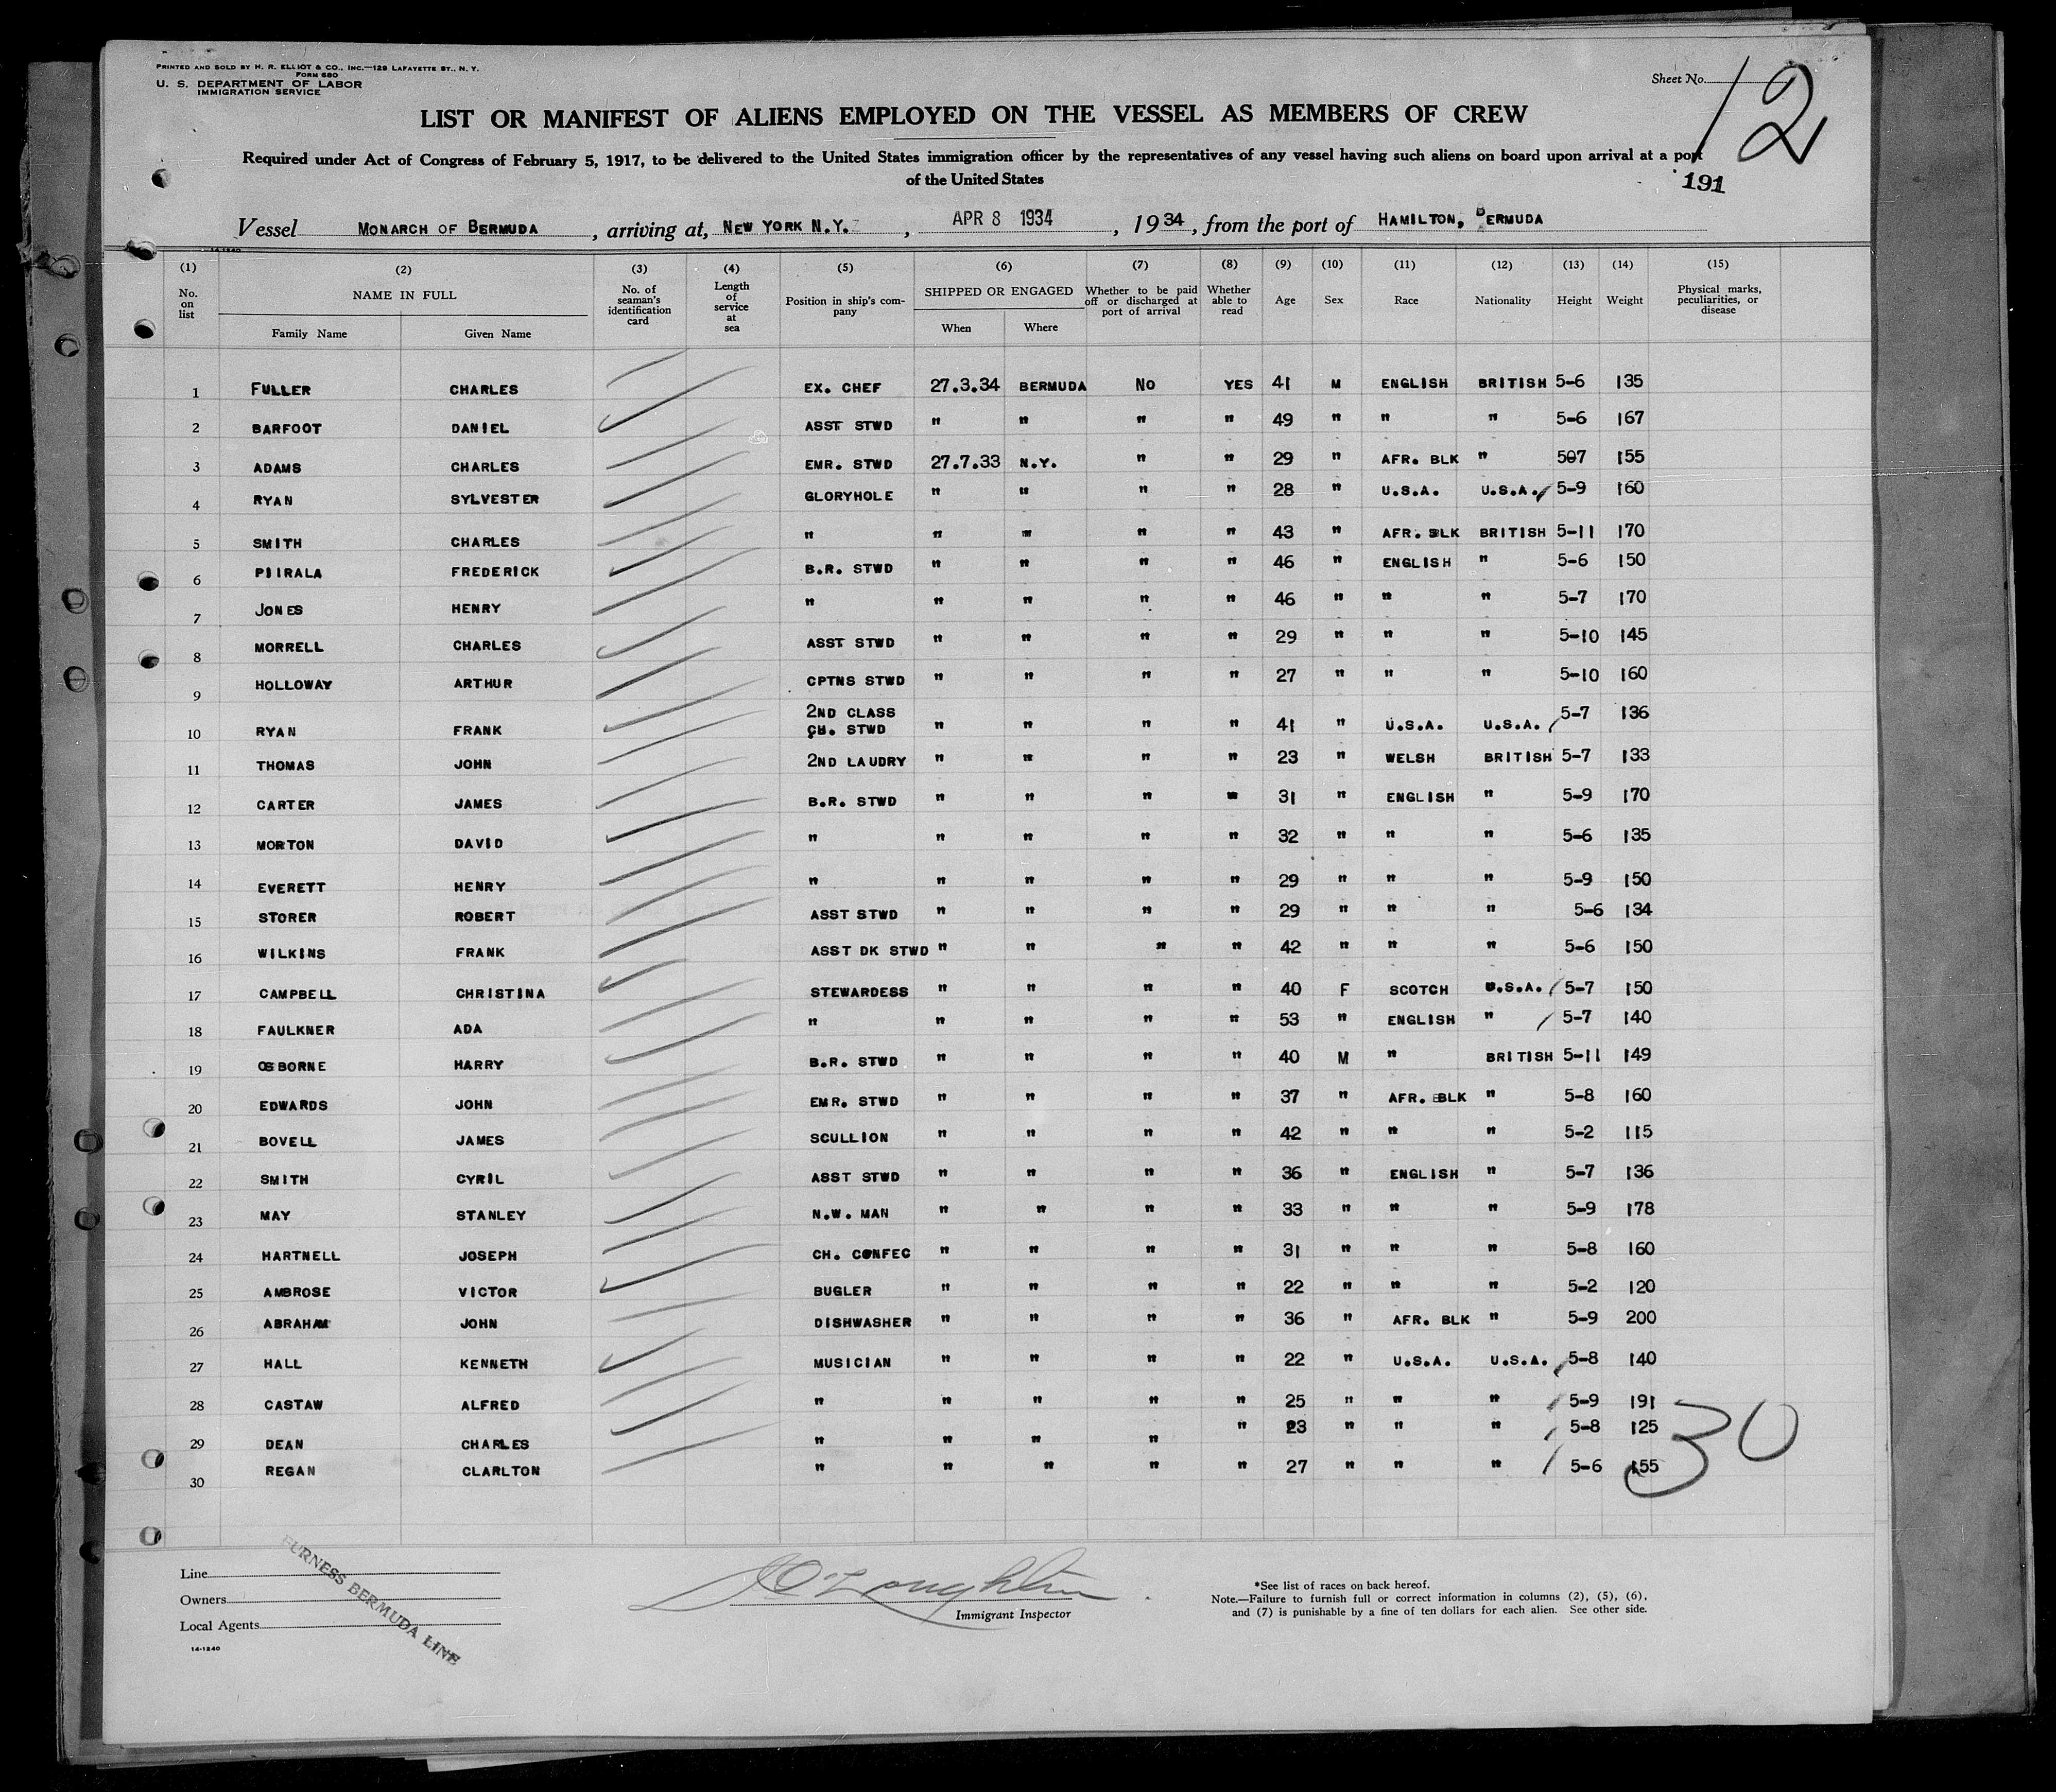 PRINTED AND SOLD BY H. R. ELLIOT & CO., INC.—129 LAFAYETTE ST., N. Y.
FORM 680
U. S. DEPARTMENT OF LABOR
IMMIGRATION SERVICE
Sheet No. 12
LIST OR MANIFEST OF ALIENS EMPLOYED ON THE VESSEL AS MEMBERS OF CREW
Required under Act of Congress of February 5, 1917, to be delivered to the United States immigration officer by the representatives of any vessel having such aliens on board upon arrival at a port
of the United States
191
Vessel MONARCH OF BERMUDA, arriving at, NEW YORK N.Y., APR 8 1934, 1934, from the port of HAMILTON, BERMUDA
14-1240
(1) (2) (3) (4) (5) (6) (7) (8) (9) (10) (11) (12) (13) (14) (15)
No. on list NAME IN FULL Family Name Given Name No. of seaman's identification card Length of service at sea Position in ship's company SHIPPED OR ENGAGED When Where Whether to be paid off or discharged at port of arrival Whether able to read Age Sex Race Nationality Height Weight Physical marks, peculiarities, or disease
1 FULLER CHARLES EX. CHEF 27.3.34 BERMUDA NO YES 41 M ENGLISH BRITISH 5-6 135
2 BARFOOT DANIEL ASST STWD " " " " 49 " " " 5-6 167
3 ADAMS CHARLES EMR. STWD 27.7.33 N.Y. " " 29 " AFR. BLK " 507 155
4 RYAN SYLVESTER GLORYHOLE " " " " 28 " U.S.A. U.S.A. 5-9 160
5 SMITH CHARLES " " " " " 43 " AFR. BLK BRITISH 5-11 170
6 PIIRALA FREDERICK B.R. STWD " " " " 46 " ENGLISH " 5-6 150
7 JONES HENRY " " " " " 46 " " " 5-7 170
8 MORRELL CHARLES ASST STWD " " " " 29 " " " 5-10 145
9 HOLLOWAY ARTHUR CPTNS STWD " " " " 27 " " " 5-10 160
10 RYAN FRANK 2ND CLASS CH. STWD " " " " 41 " U.S.A. U.S.A. 5-7 136
11 THOMAS JOHN 2ND LAUDRY " " " " 23 " WELSH BRITISH 5-7 133
12 CARTER JAMES B.R. STWD " " " " 31 " ENGLISH " 5-9 170
13 MORTON DAVID " " " " " 32 " " " 5-6 135
14 EVERETT HENRY " " " " " 29 " " " 5-9 150
15 STORER ROBERT ASST STWD " " " " 29 " " " 5-6 134
16 WILKINS FRANK ASST DK STWD " " " " 42 " " " 5-6 150
17 CAMPBELL CHRISTINA STEWARDESS " " " " 40 F SCOTCH U.S.A. 5-7 150
18 FAULKNER ADA " " " " " 53 " ENGLISH " 5-7 140
19 OSBORNE HARRY B.R. STWD " " " " 40 M " BRITISH 5-11 149
20 EDWARDS JOHN EMR. STWD " " " " 37 " AFR. BLK " 5-8 160
21 BOVELL JAMES SCULLION " " " " 42 " " " 5-2 115
22 SMITH CYRIL ASST STWD " " " " 36 " ENGLISH " 5-7 136
23 MAY STANLEY N.W. MAN " " " " 33 " " " 5-9 178
24 HARTNELL JOSEPH CH. CONFEC " " " " 31 " " " 5-8 160
25 AMBROSE VICTOR BUGLER " " " " 22 " " " 5-2 120
26 ABRAHAM JOHN DISHWASHER " " " " 36 " AFR. BLK " 5-9 200
27 HALL KENNETH MUSICIAN " " " " 22 " U.S.A. U.S.A. 5-8 140
28 CASTAW ALFRED " " " " " 25 " " " 5-9 191
29 DEAN CHARLES " " " " " 23 " " " 5-8 125
30 REGAN CLARLTON " " " " " 27 " " " 5-6 155
30
Line
Owners
Local Agents
FURNESS BERMUDA LINE
14-1240
O'Loughlin
Immigrant Inspector
*See list of races on back hereof.
Note.—Failure to furnish full or correct information in columns (2), (5), (6),
and (7) is punishable by a fine of ten dollars for each alien. See other side.